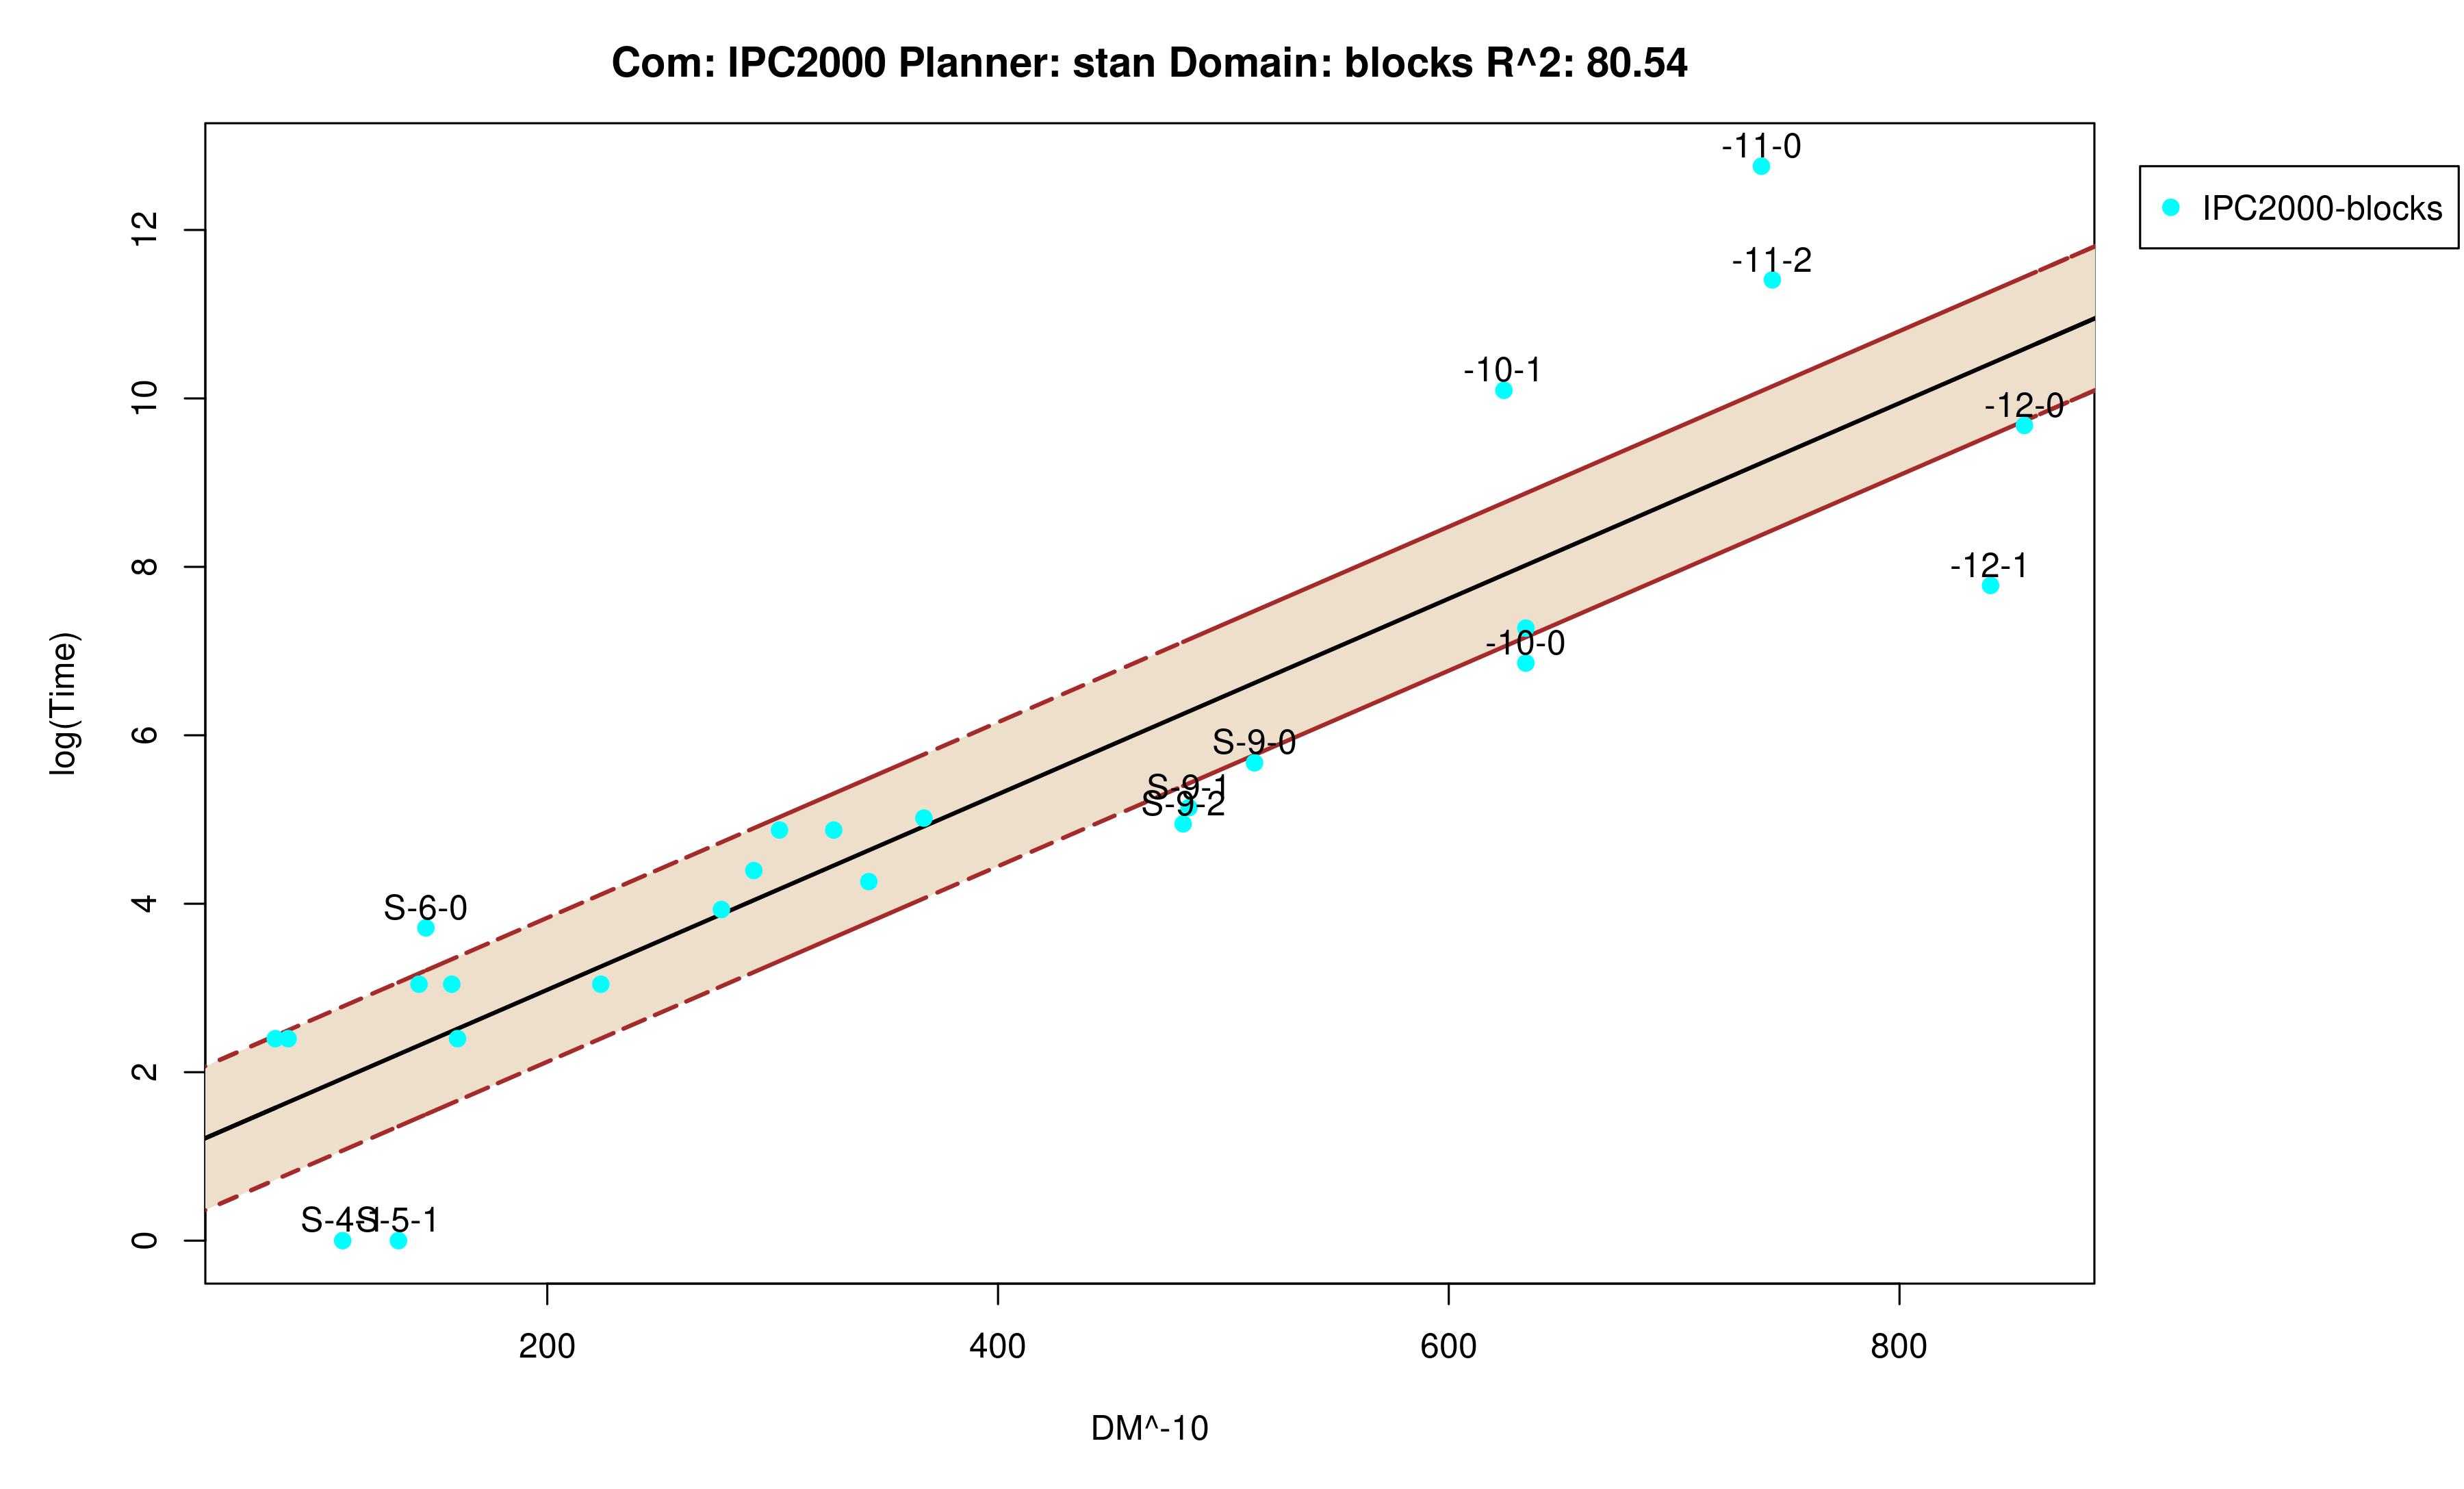 Com: IPC2000 Planner: stan Domain: blocks R^2: 80.54
-11-0
IPC2000-blocks
12
-11-2
-10-1
10
-12-0
8
-12-1
-10-0
log(Time)
6
S-9-0
S-9-1
S-9-2
4
S-6-0
2
S-4-1
S-5-1
0
200
400
600
800
DM^-10